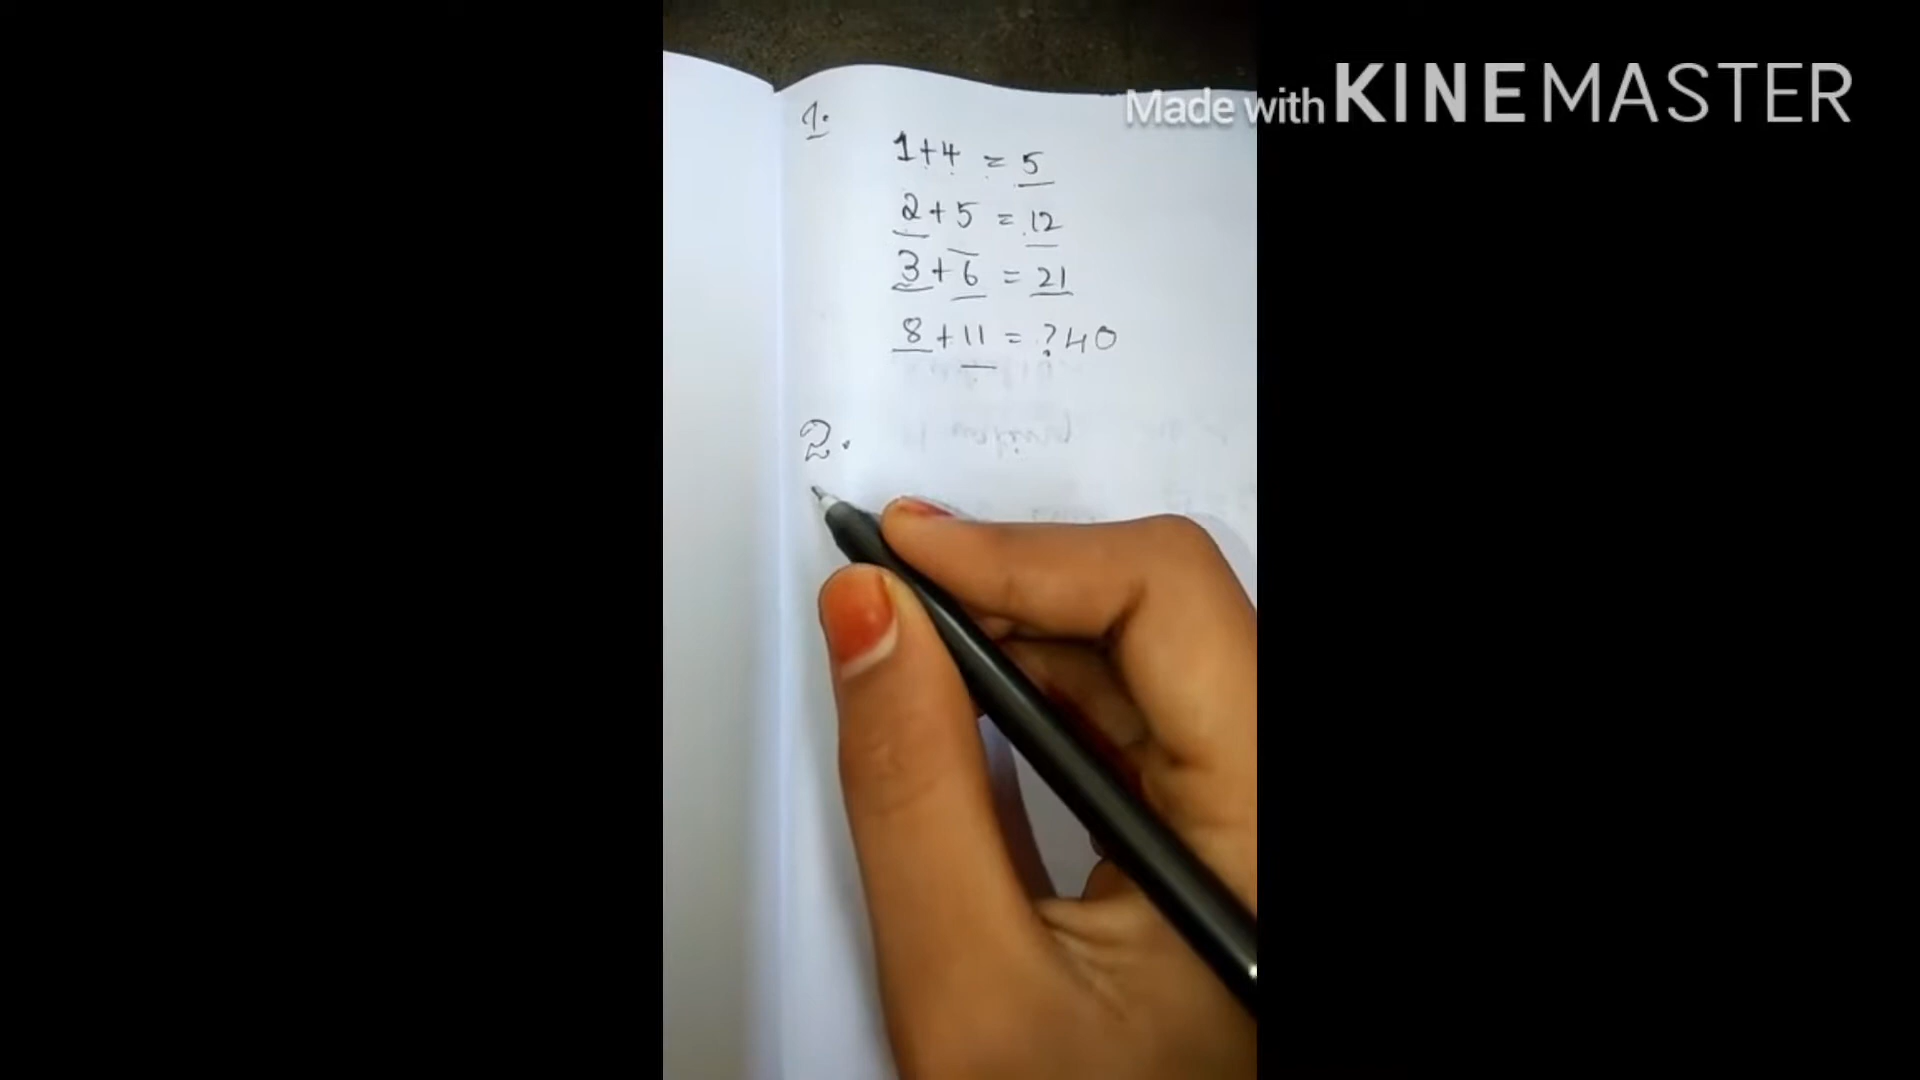 Made with KINEMASTER
1.
1+4 = 5
2+5 = 12
3+6 = 21
8+11 = ? 40
2.